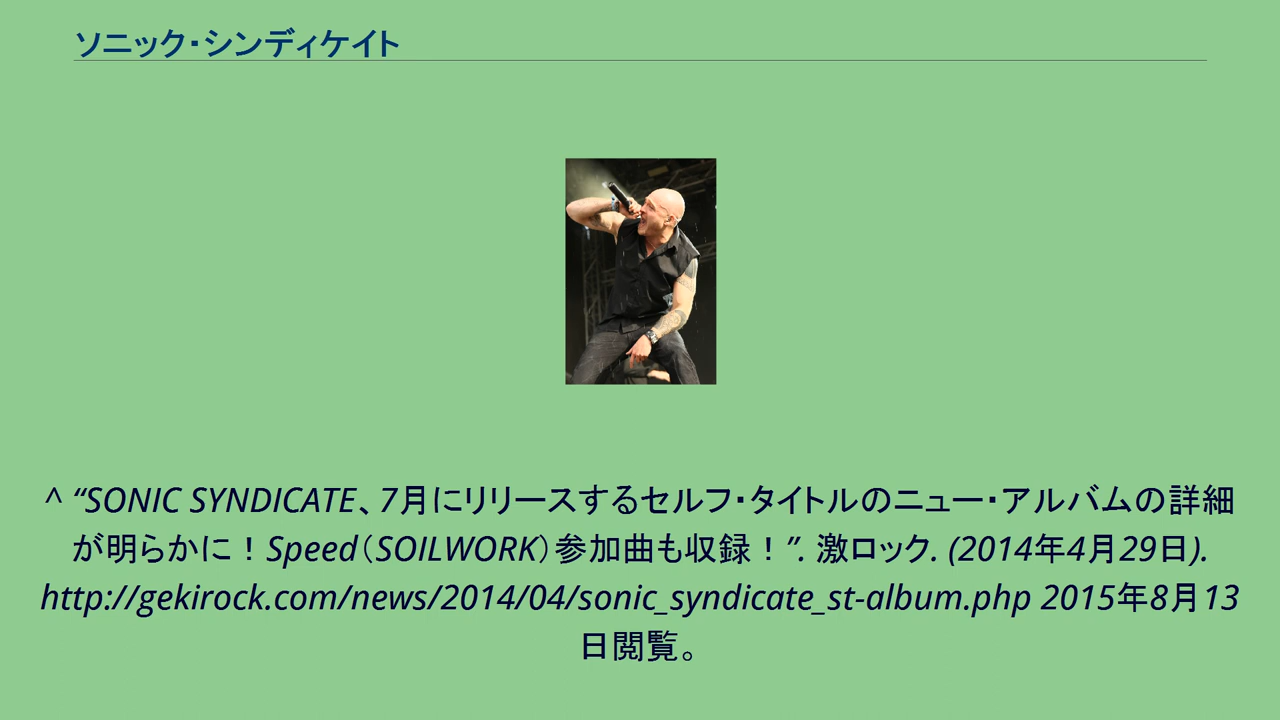 ソニック・シンディケイト
^ “SONIC SYNDICATE、7月にリリースするセルフ・タイトルのニュー・アルバムの詳細
が明らかに！Speed（SOILWORK）参加曲も収録！”. 激ロック. (2014年4月29日).
http://gekirock.com/news/2014/04/sonic_syndicate_st-album.php 2015年8月13
日閲覧。